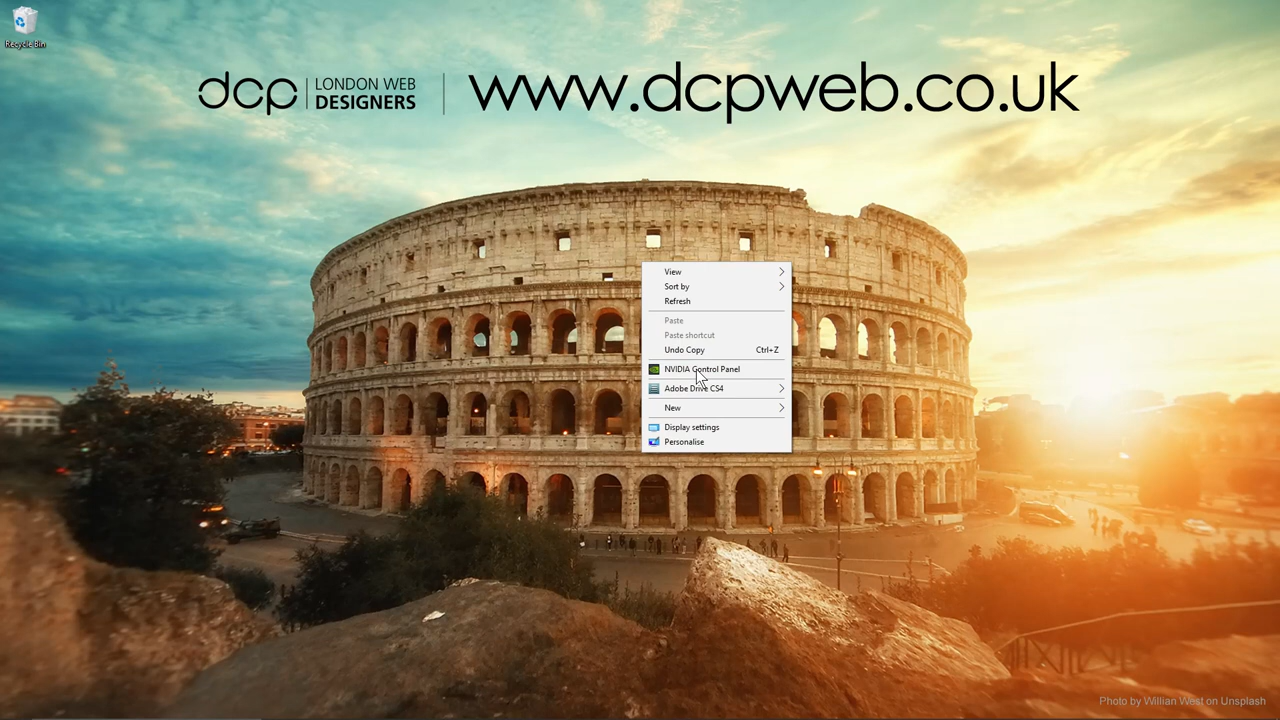 Recycle Bin
dcp
LONDON WEB
DESIGNERS
www.dcpweb.co.uk
View
Sort by
Refresh
Paste
Paste shortcut
Undo Copy Ctrl+Z
NVIDIA Control Panel
Adobe Drive CS4
New
Display settings
Personalise
Photo by Willian West on Unsplash